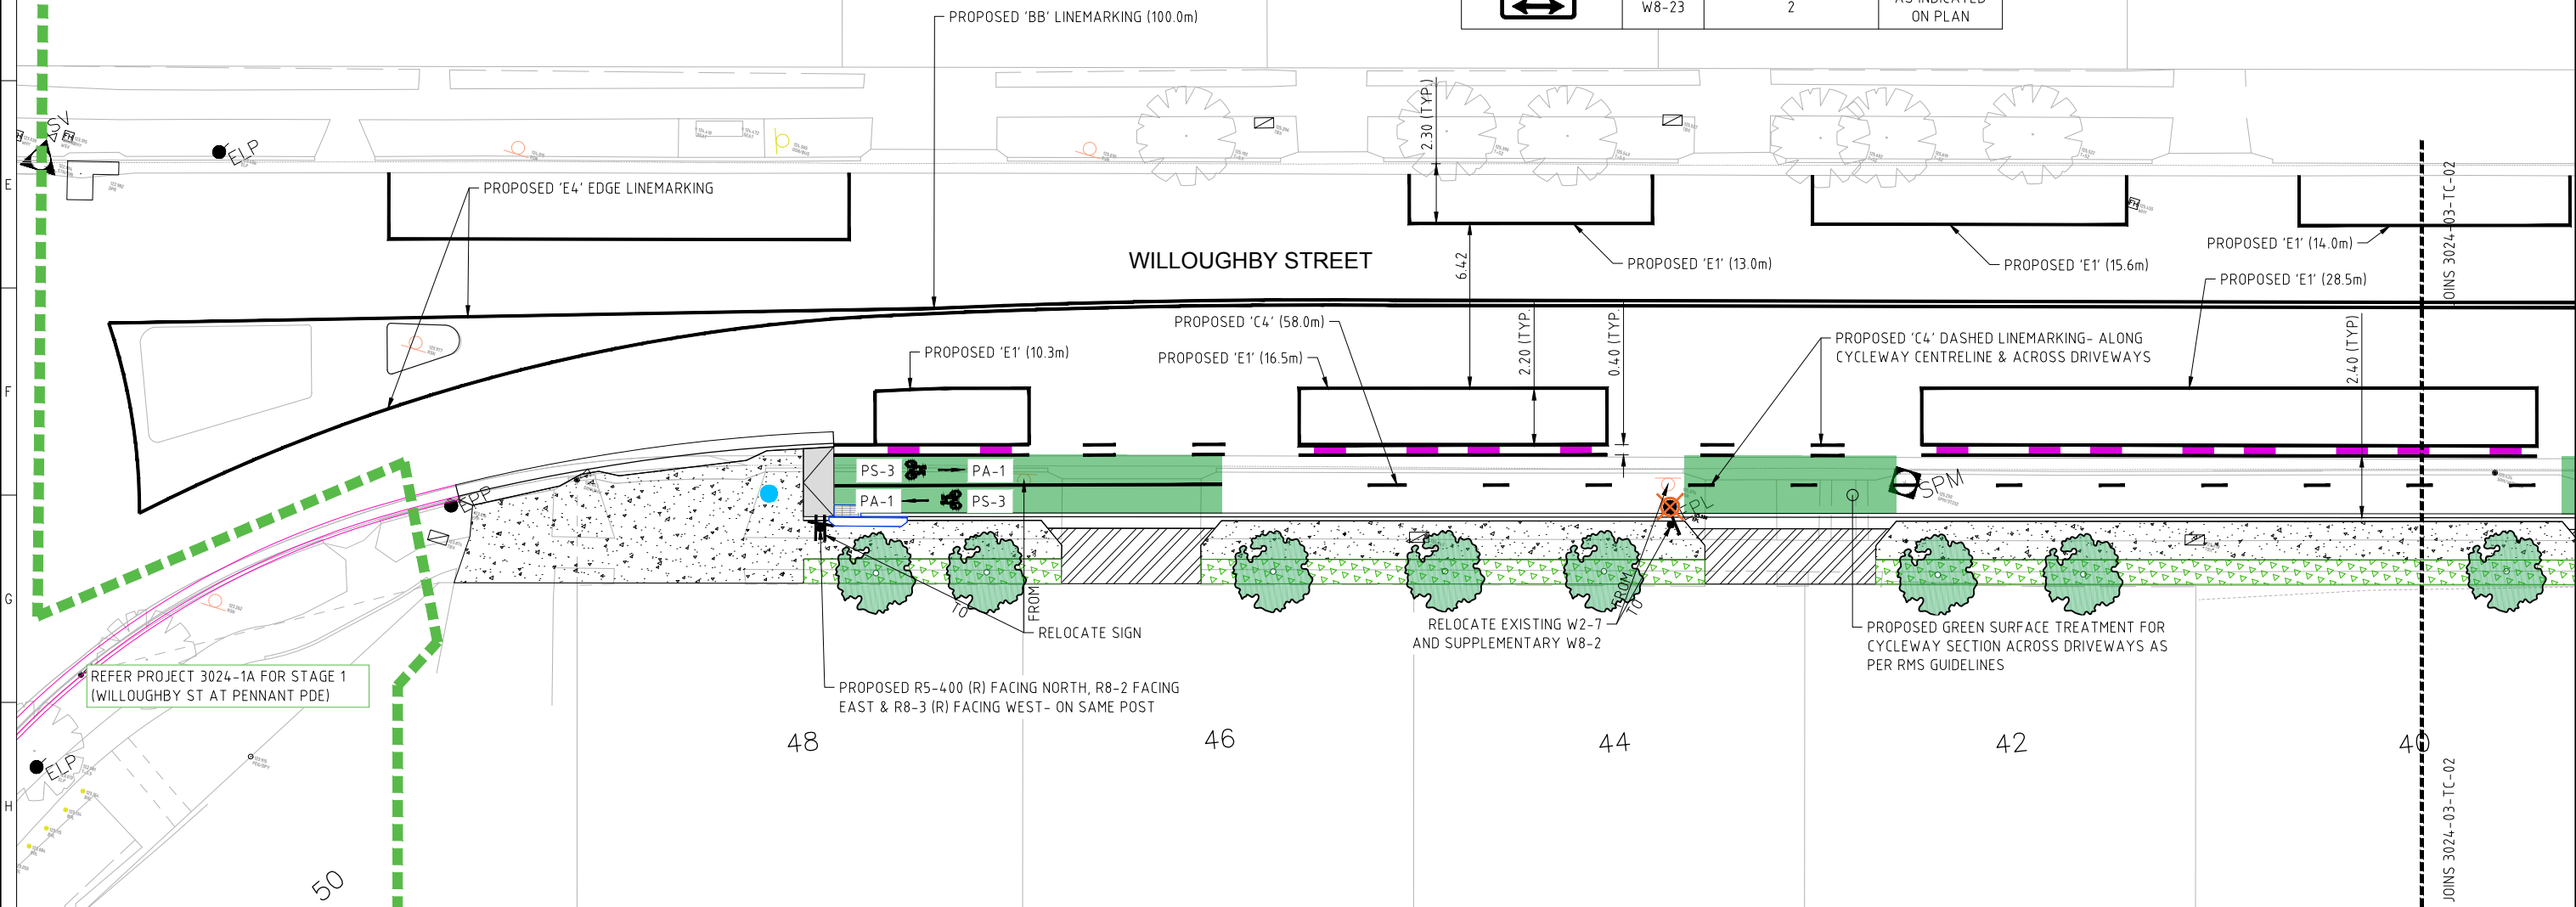 PROPOSED 'BB' LINEMARKING (100.0m)
W8-23
2
AS INDICATED
ON PLAN
SV
ELP
2.30 (TYP.)
E
PROPOSED 'E4' EDGE LINEMARKING
JOINS 3024-03-TC-02
WILLOUGHBY STREET
6.42
PROPOSED 'E1' (13.0m)
PROPOSED 'E1' (15.6m)
PROPOSED 'E1' (14.0m)
PROPOSED 'E1' (28.5m)
PROPOSED 'C4' (58.0m)
PROPOSED 'E1' (10.3m)
PROPOSED 'E1' (16.5m)
2.20 (TYP.
0.40 (TYP.
PROPOSED 'C4' DASHED LINEMARKING- ALONG
CYCLEWAY CENTRELINE & ACROSS DRIVEWAYS
2.40 (TYP)
F
PS-3
PA-1
PA-1
PS-3
EPP
PL
SPM
G
TO
FROM
RELOCATE SIGN
FROM
TO
RELOCATE EXISTING W2-7
AND SUPPLEMENTARY W8-2
PROPOSED GREEN SURFACE TREATMENT FOR
CYCLEWAY SECTION ACROSS DRIVEWAYS AS
PER RMS GUIDELINES
REFER PROJECT 3024-1A FOR STAGE 1
(WILLOUGHBY ST AT PENNANT PDE)
PROPOSED R5-400 (R) FACING NORTH, R8-2 FACING
EAST & R8-3 (R) FACING WEST- ON SAME POST
48
46
44
42
40
ELP
H
50
JOINS 3024-03-TC-02